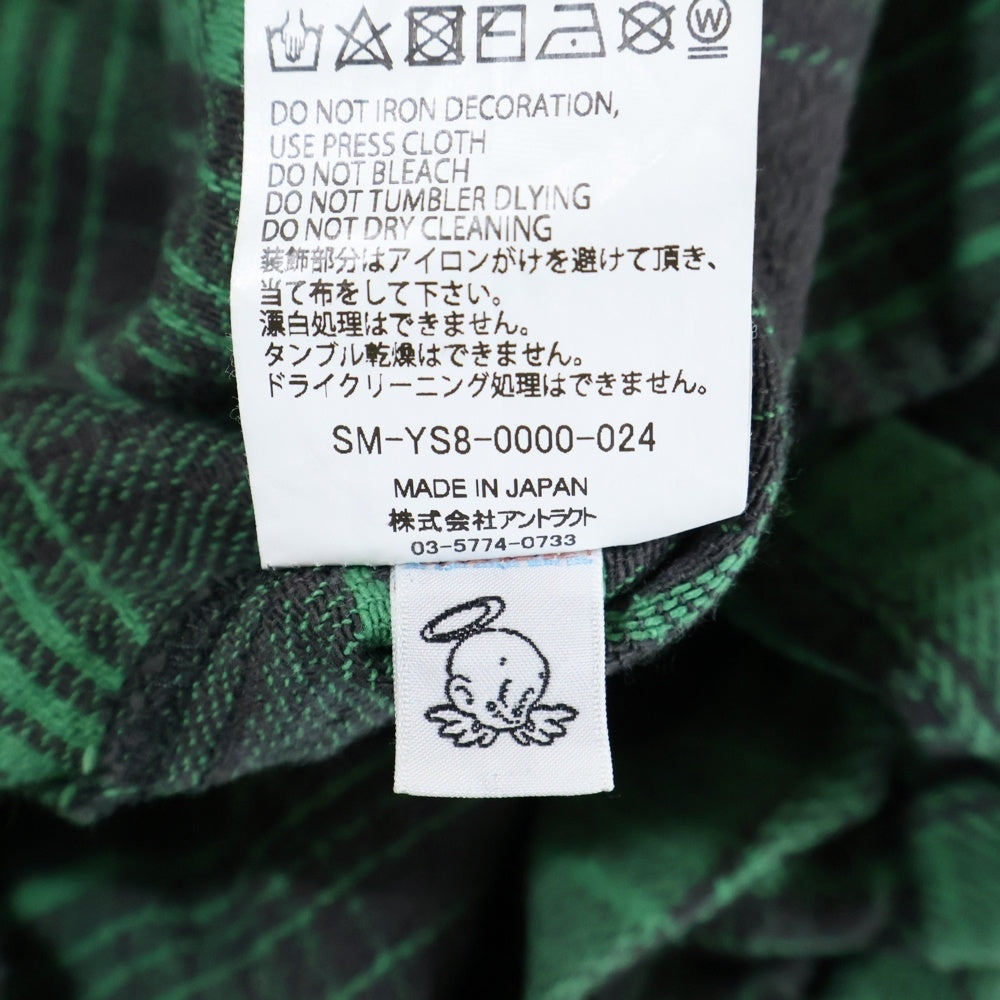 W
DO NOT IRON DECORATION,
USE PRESS CLOTH
DO NOT BLEACH
DO NOT TUMBLER DLYING
DO NOT DRY CLEANING
装飾部分はアイロンがけを避けて頂き、
当て布をして下さい。
漂白処理はできません。
タンブル乾燥はできません。
ドライクリーニング処理はできません。
SM-YS8-0000-024
MADE IN JAPAN
株式会社アントラクト
03-5774-0733